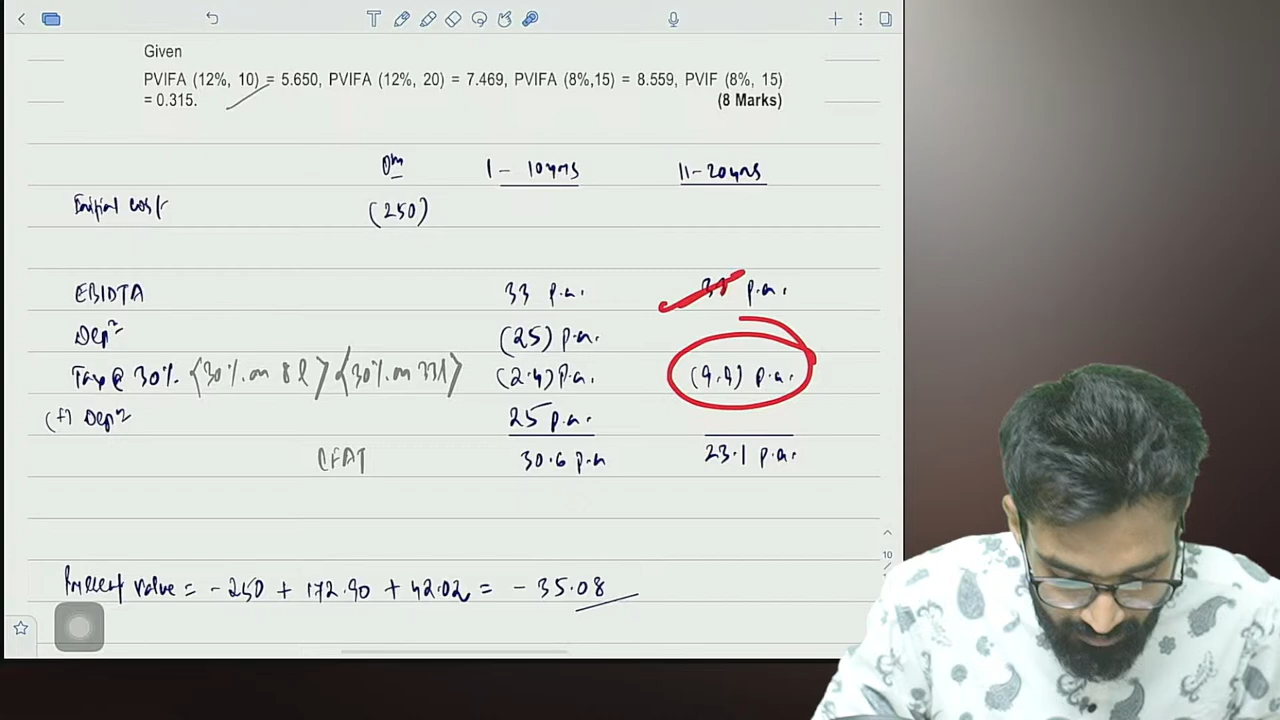 Given
PVIFA (12%, 10) = 5.650, PVIFA (12%, 20) = 7.469, PVIFA (8%,15) = 8.559, PVIF (8%, 15)
= 0.315. (8 Marks)
0th 1 - 10yrs 11-20yrs
Initial cost (250)
EBIDTA 33 p.a. 33 p.a.
Depn (25) p.a.
Tax @ 30%. {30%.on 8l} {30%.on 33l} (2.4)p.a. (9.9) p.a.
(+) Depn 25 p.a.
CFAT 30.6 p.a 23.1 p.a.
Present value = -250 + 172.90 + 42.02 = - 35.08
10